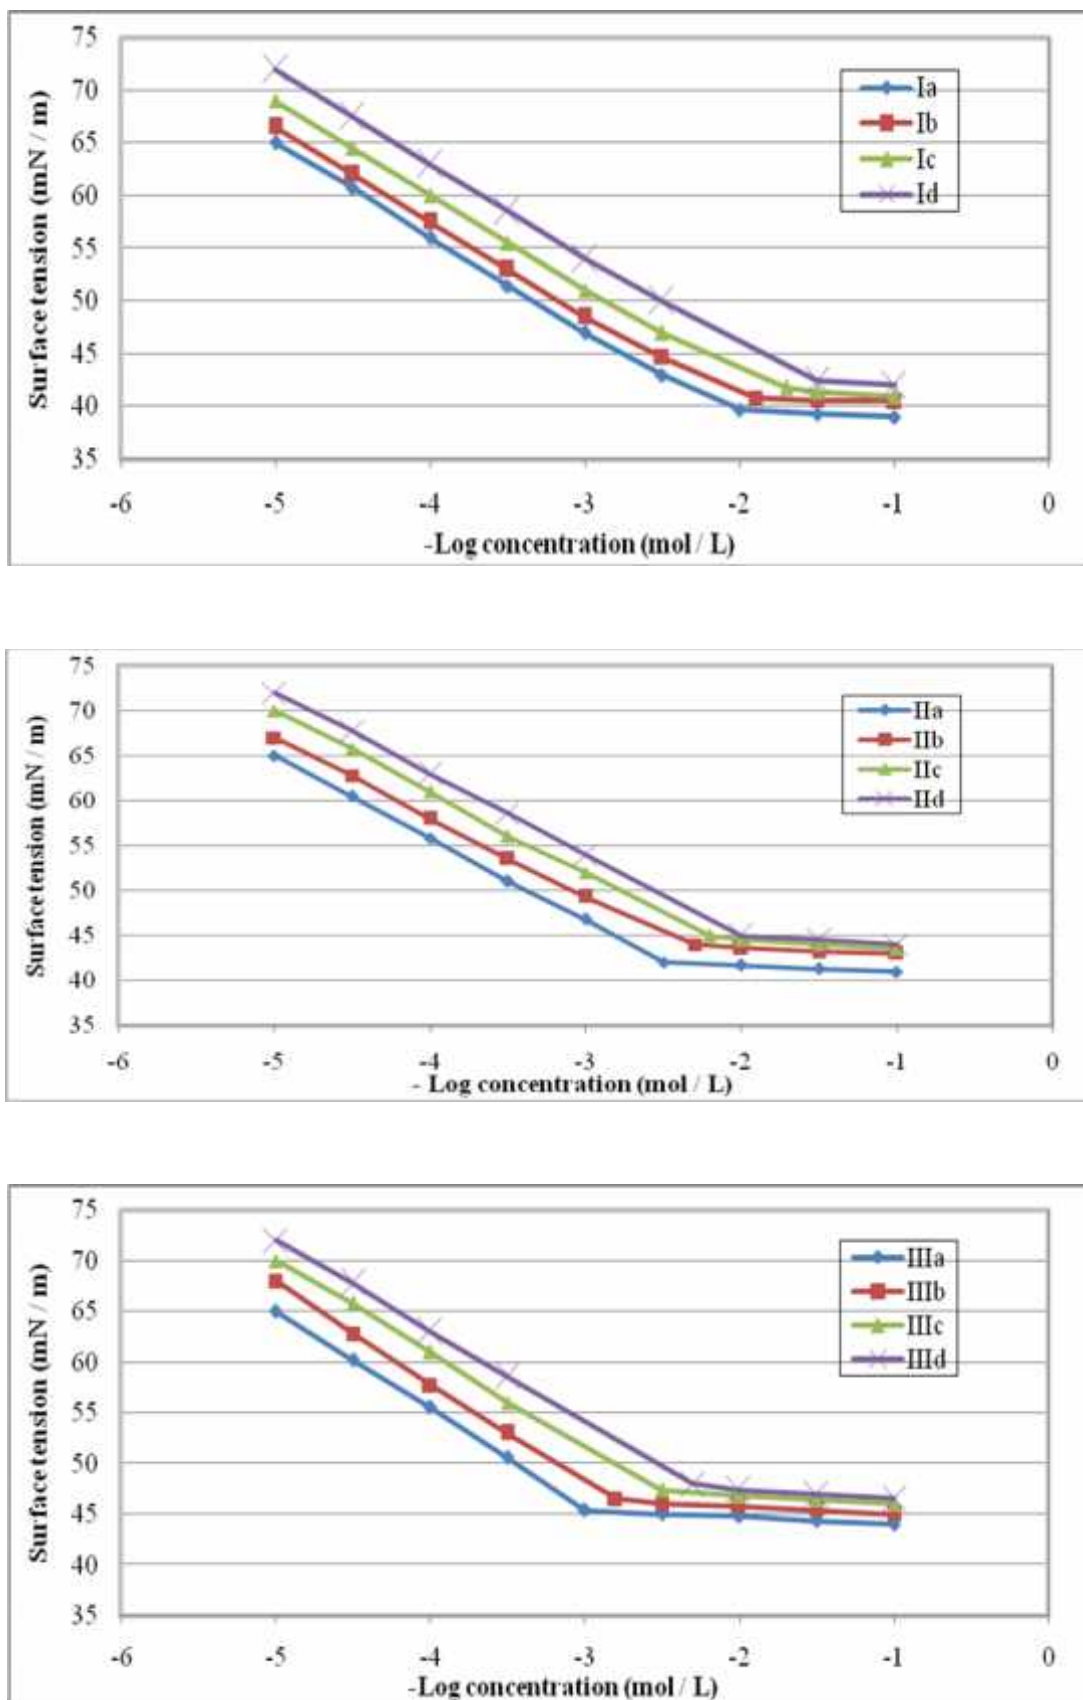 75
70
65
60
55
50
45
40
35
Surface tension (mN / m)
Ia
Ib
Ic
Id
-6 -5 -4 -3 -2 -1 0
-Log concentration (mol / L)
75
70
65
60
55
50
45
40
35
Surface tension (mN / m)
IIa
IIb
IIc
IId
-6 -5 -4 -3 -2 -1 0
- Log concentration (mol / L)
75
70
65
60
55
50
45
40
35
Surface tension (mN / m)
IIIa
IIIb
IIIc
IIId
-6 -5 -4 -3 -2 -1 0
-Log concentration (mol / L)